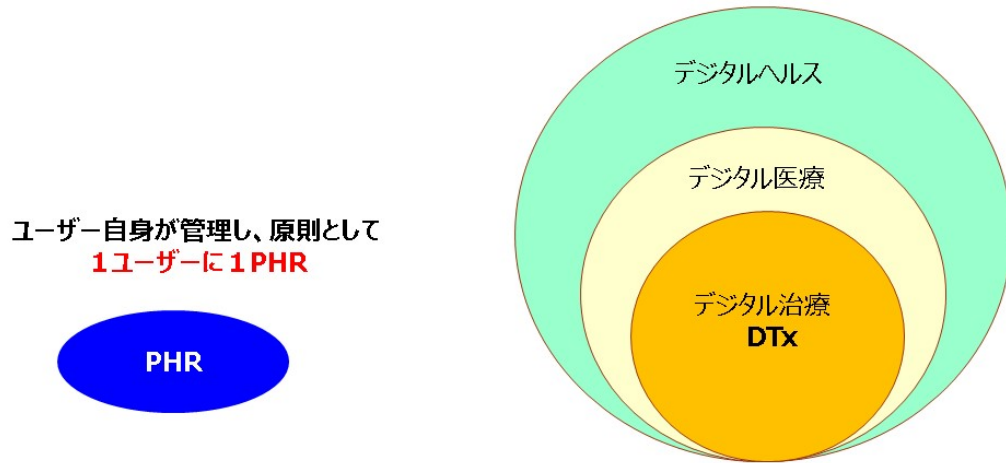 ユーザー自身が管理し、原則として
１ユーザーに１PHR
PHR
デジタルヘルス
デジタル医療
デジタル治療
DTx